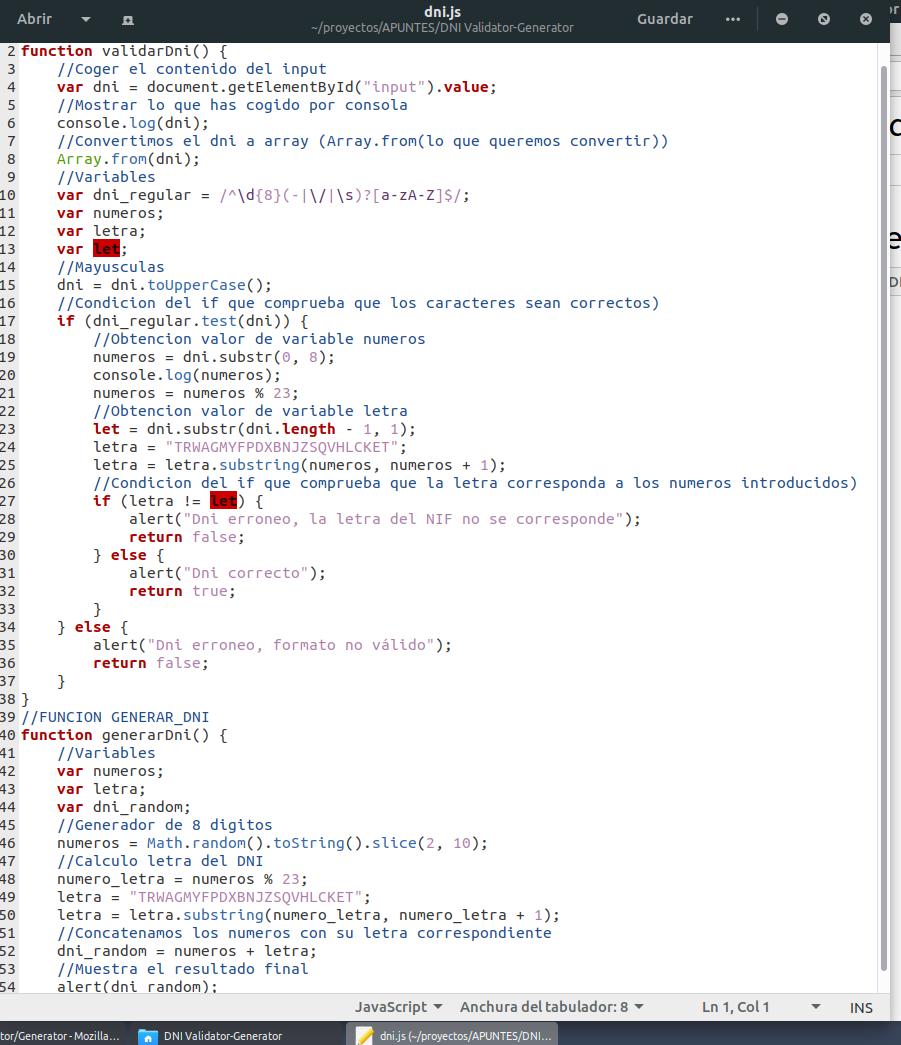 Abrir
dni.js
~/proyectos/APUNTES/DNI Validator-Generator
Guardar
2 function validarDni() {
3     //Coger el contenido del input
4     var dni = document.getElementById("input").value;
5     //Mostrar lo que has cogido por consola
6     console.log(dni);
7     //Convertimos el dni a array (Array.from(lo que queremos convertir))
8     Array.from(dni);
9     //Variables
10     var dni_regular = /^\d{8}(-|\/|\s)?[a-zA-Z]$/;
11     var numeros;
12     var letra;
13     var let;
14     //Mayusculas
15     dni = dni.toUpperCase();
16     //Condicion del if que comprueba que los caracteres sean correctos)
17     if (dni_regular.test(dni)) {
18         //Obtencion valor de variable numeros
19         numeros = dni.substr(0, 8);
20         console.log(numeros);
21         numeros = numeros % 23;
22         //Obtencion valor de variable letra
23         let = dni.substr(dni.length - 1, 1);
24         letra = "TRWAGMYFPDXBNJZSQVHLCKET";
25         letra = letra.substring(numeros, numeros + 1);
26         //Condicion del if que comprueba que la letra corresponda a los numeros introducidos)
27         if (letra != let) {
28             alert("Dni erroneo, la letra del NIF no se corresponde");
29             return false;
30         } else {
31             alert("Dni correcto");
32             return true;
33         }
34     } else {
35         alert("Dni erroneo, formato no válido");
36         return false;
37     }
38 }
39 //FUNCION GENERAR_DNI
40 function generarDni() {
41     //Variables
42     var numeros;
43     var letra;
44     var dni_random;
45     //Generador de 8 digitos
46     numeros = Math.random().toString().slice(2, 10);
47     //Calculo letra del DNI
48     numero_letra = numeros % 23;
49     letra = "TRWAGMYFPDXBNJZSQVHLCKET";
50     letra = letra.substring(numero_letra, numero_letra + 1);
51     //Concatenamos los numeros con su letra correspondiente
52     dni_random = numeros + letra;
53     //Muestra el resultado final
54     alert(dni_random);
JavaScript
Anchura del tabulador: 8
Ln 1, Col 1
INS
tor/Generator - Mozilla...
DNI Validator-Generator
dni.js (~/proyectos/APUNTES/DNI...